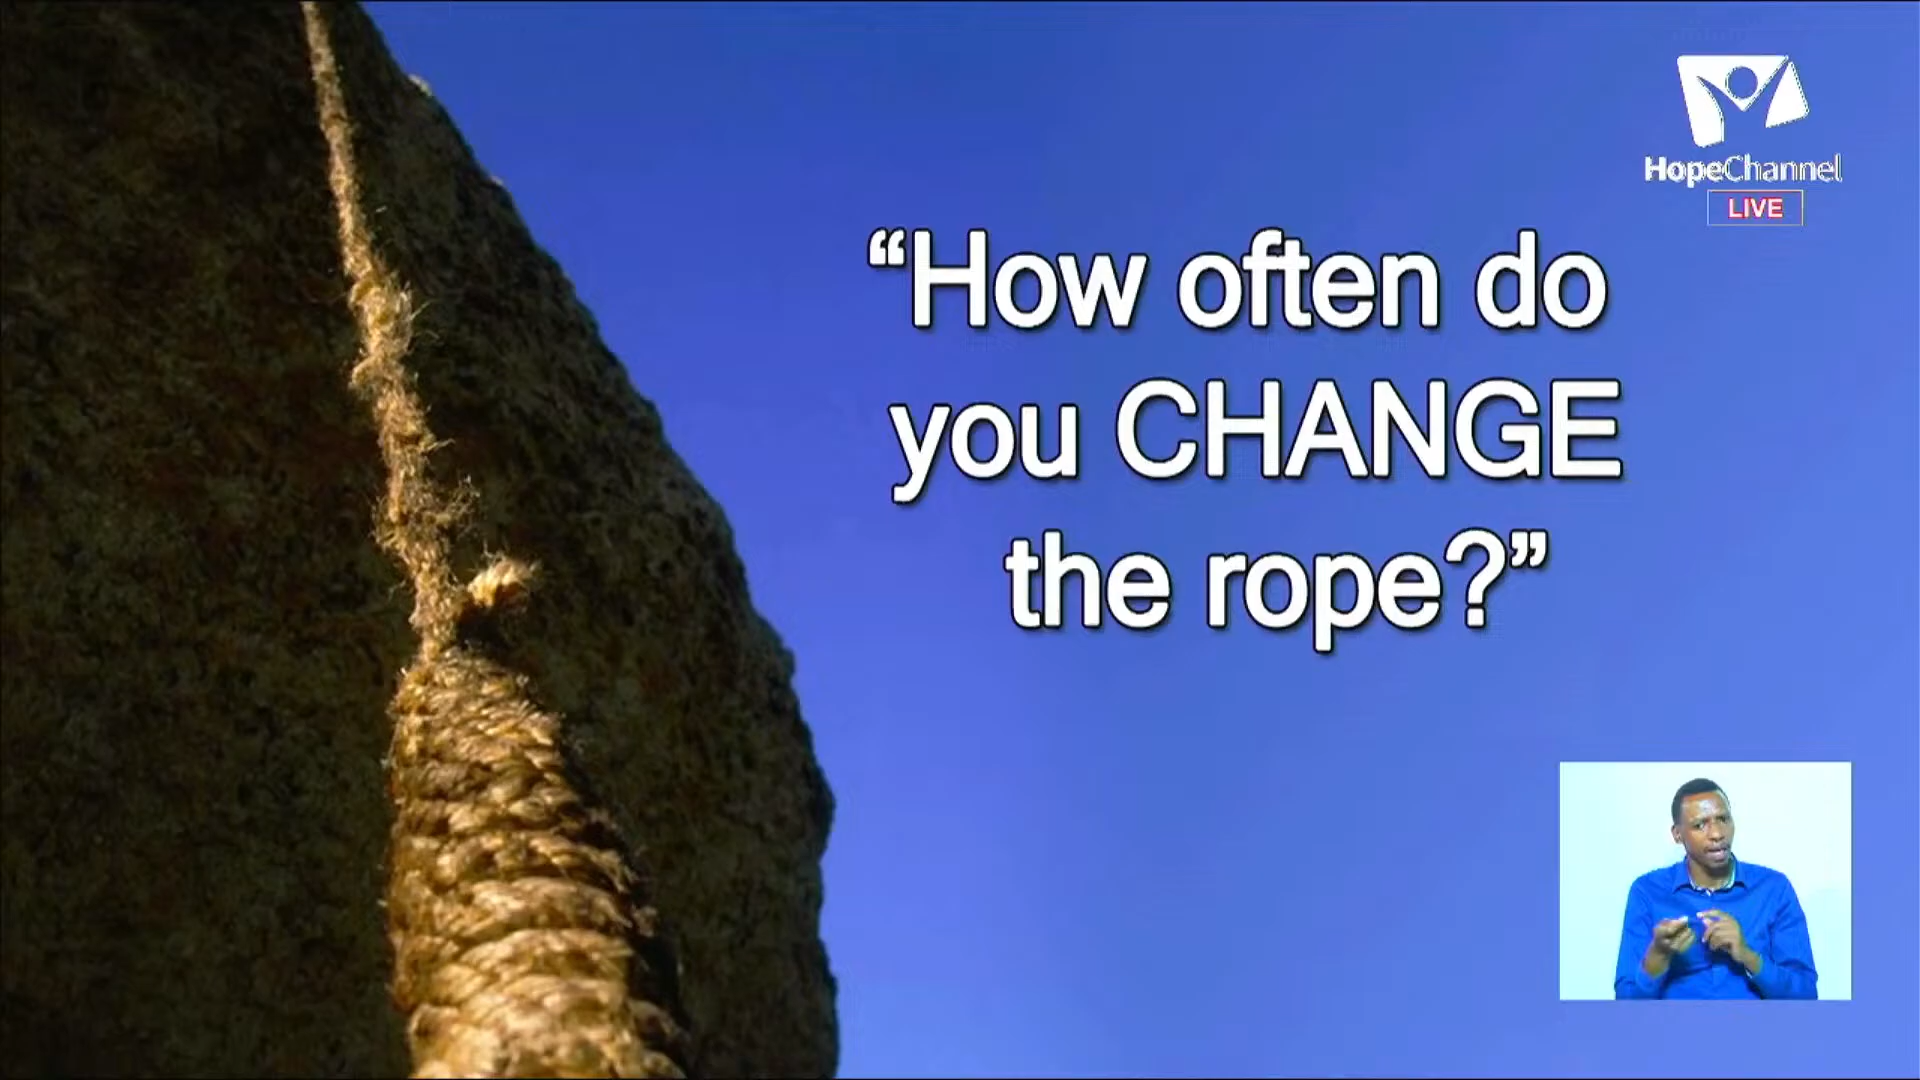 HopeChannel
LIVE
“How often do
you CHANGE
the rope?”